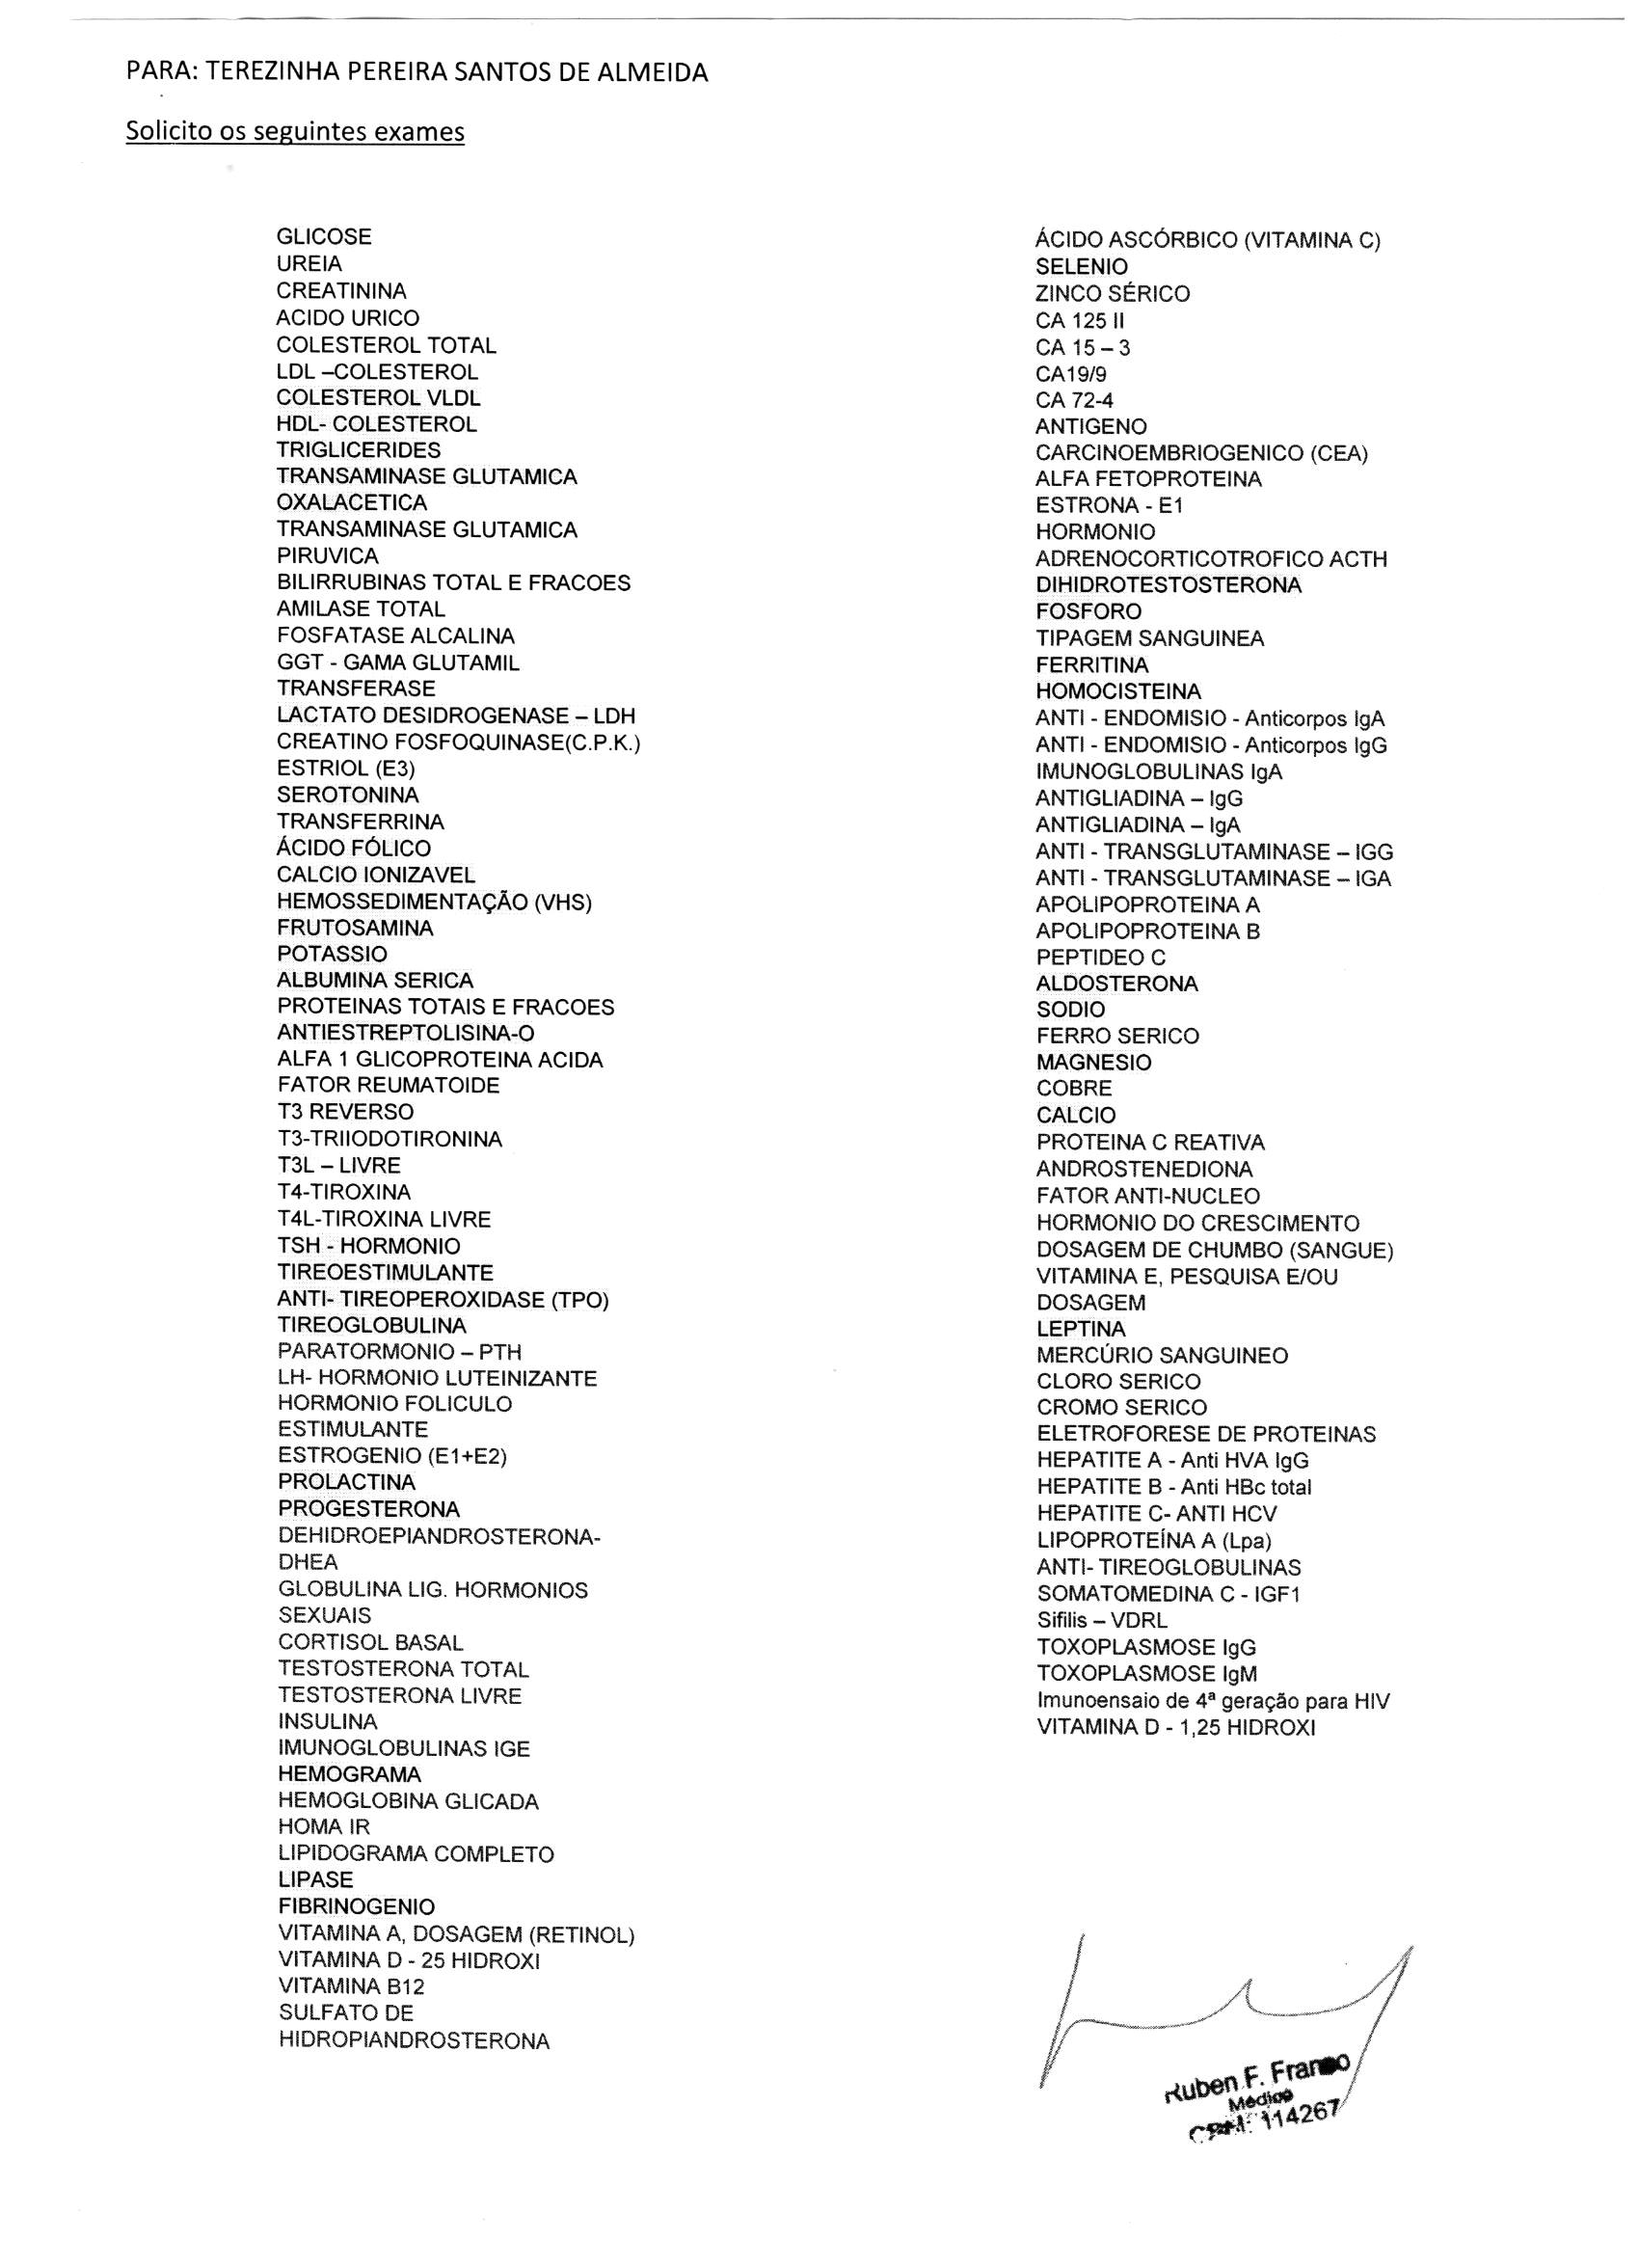 PARA: TEREZINHA PEREIRA SANTOS DE ALMEIDA
Solicito os seguintes exames
GLICOSE
UREIA
CREATININA
ACIDO URICO
COLESTEROL TOTAL
LDL –COLESTEROL
COLESTEROL VLDL
HDL- COLESTEROL
TRIGLICERIDES
TRANSAMINASE GLUTAMICA
OXALACETICA
TRANSAMINASE GLUTAMICA
PIRUVICA
BILIRRUBINAS TOTAL E FRACOES
AMILASE TOTAL
FOSFATASE ALCALINA
GGT - GAMA GLUTAMIL
TRANSFERASE
LACTATO DESIDROGENASE – LDH
CREATINO FOSFOQUINASE(C.P.K.)
ESTRIOL (E3)
SEROTONINA
TRANSFERRINA
ÁCIDO FÓLICO
CALCIO IONIZAVEL
HEMOSSEDIMENTAÇÃO (VHS)
FRUTOSAMINA
POTASSIO
ALBUMINA SERICA
PROTEINAS TOTAIS E FRACOES
ANTIESTREPTOLISINA-O
ALFA 1 GLICOPROTEINA ACIDA
FATOR REUMATOIDE
T3 REVERSO
T3-TRIIODOTIRONINA
T3L – LIVRE
T4-TIROXINA
T4L-TIROXINA LIVRE
TSH - HORMONIO
TIREOESTIMULANTE
ANTI- TIREOPEROXIDASE (TPO)
TIREOGLOBULINA
PARATORMONIO – PTH
LH- HORMONIO LUTEINIZANTE
HORMONIO FOLICULO
ESTIMULANTE
ESTROGENIO (E1+E2)
PROLACTINA
PROGESTERONA
DEHIDROEPIANDROSTERONA-
DHEA
GLOBULINA LIG. HORMONIOS
SEXUAIS
CORTISOL BASAL
TESTOSTERONA TOTAL
TESTOSTERONA LIVRE
INSULINA
IMUNOGLOBULINAS IGE
HEMOGRAMA
HEMOGLOBINA GLICADA
HOMA IR
LIPIDOGRAMA COMPLETO
LIPASE
FIBRINOGENIO
VITAMINA A, DOSAGEM (RETINOL)
VITAMINA D - 25 HIDROXI
VITAMINA B12
SULFATO DE
HIDROPIANDROSTERONA
ÁCIDO ASCÓRBICO (VITAMINA C)
SELENIO
ZINCO SÉRICO
CA 125 II
CA 15 – 3
CA19/9
CA 72-4
ANTIGENO
CARCINOEMBRIOGENICO (CEA)
ALFA FETOPROTEINA
ESTRONA - E1
HORMONIO
ADRENOCORTICOTROFICO ACTH
DIHIDROTESTOSTERONA
FOSFORO
TIPAGEM SANGUINEA
FERRITINA
HOMOCISTEINA
ANTI - ENDOMISIO - Anticorpos IgA
ANTI - ENDOMISIO - Anticorpos IgG
IMUNOGLOBULINAS IgA
ANTIGLIADINA – IgG
ANTIGLIADINA – IgA
ANTI - TRANSGLUTAMINASE – IGG
ANTI - TRANSGLUTAMINASE – IGA
APOLIPOPROTEINA A
APOLIPOPROTEINA B
PEPTIDEO C
ALDOSTERONA
SODIO
FERRO SERICO
MAGNESIO
COBRE
CALCIO
PROTEINA C REATIVA
ANDROSTENEDIONA
FATOR ANTI-NUCLEO
HORMONIO DO CRESCIMENTO
DOSAGEM DE CHUMBO (SANGUE)
VITAMINA E, PESQUISA E/OU
DOSAGEM
LEPTINA
MERCÚRIO SANGUINEO
CLORO SERICO
CROMO SERICO
ELETROFORESE DE PROTEINAS
HEPATITE A - Anti HVA IgG
HEPATITE B - Anti HBc total
HEPATITE C- ANTI HCV
LIPOPROTEÍNA A (Lpa)
ANTI- TIREOGLOBULINAS
SOMATOMEDINA C - IGF1
Sifilis – VDRL
TOXOPLASMOSE IgG
TOXOPLASMOSE IgM
Imunoensaio de 4ª geração para HIV
VITAMINA D - 1,25 HIDROXI
Ruben F. Franco
Médico
CRM: 114267